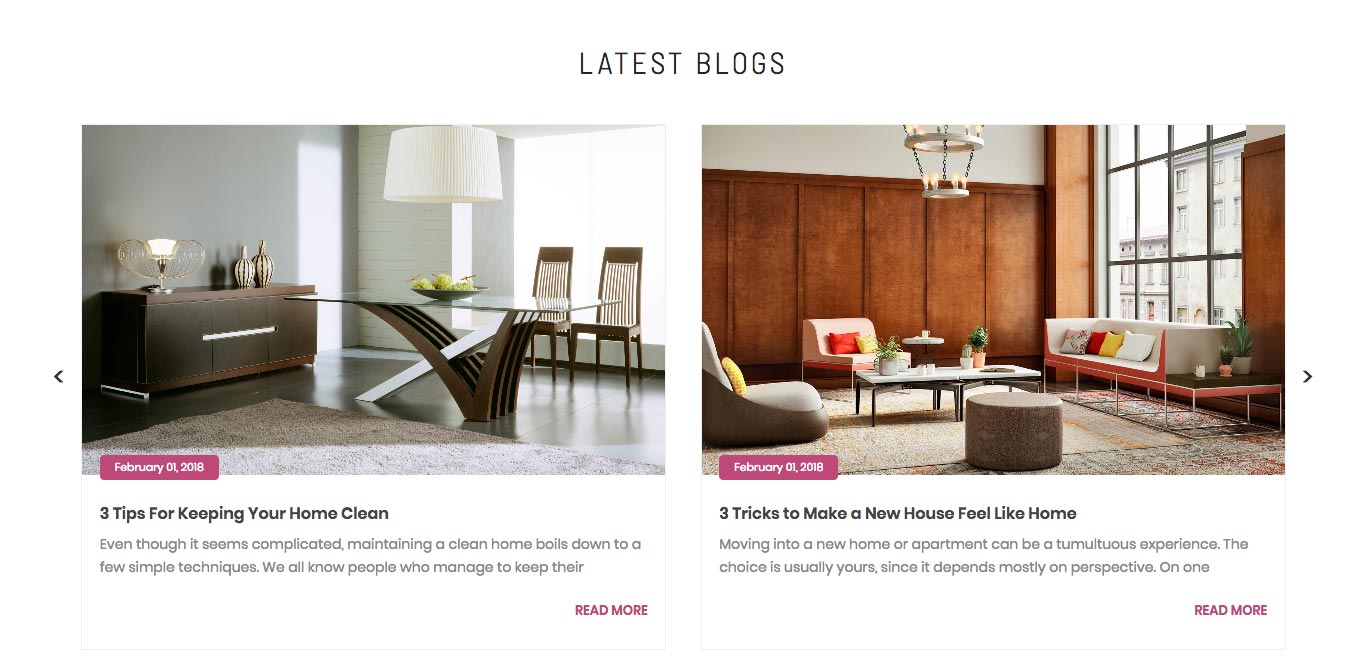 LATEST BLOGS
February 01, 2018
3 Tips For Keeping Your Home Clean
Even though it seems complicated, maintaining a clean home boils down to a
few simple techniques. We all know people who manage to keep their
READ MORE
February 01, 2018
3 Tricks to Make a New House Feel Like Home
Moving into a new home or apartment can be a tumultuous experience. The
choice is usually yours, since it depends mostly on perspective. On one
READ MORE